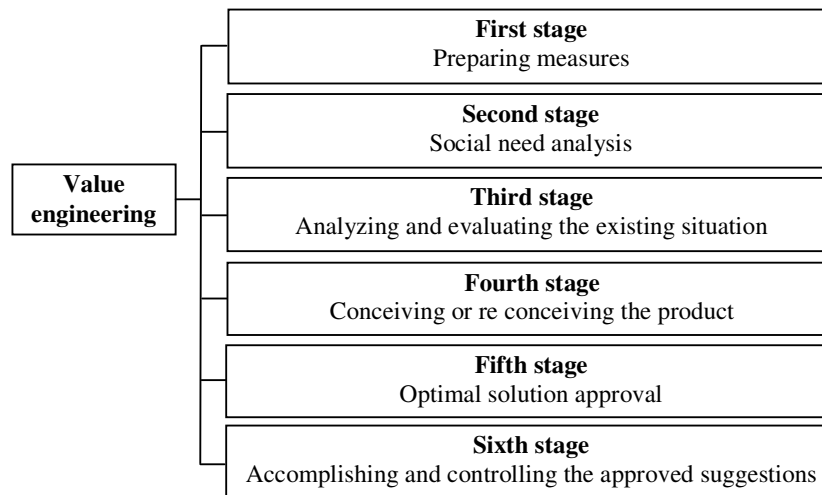 First stage
Preparing measures
Second stage
Social need analysis
Value
engineering
Third stage
Analyzing and evaluating the existing situation
Fourth stage
Conceiving or re conceiving the product
Fifth stage
Optimal solution approval
Sixth stage
Accomplishing and controlling the approved suggestions